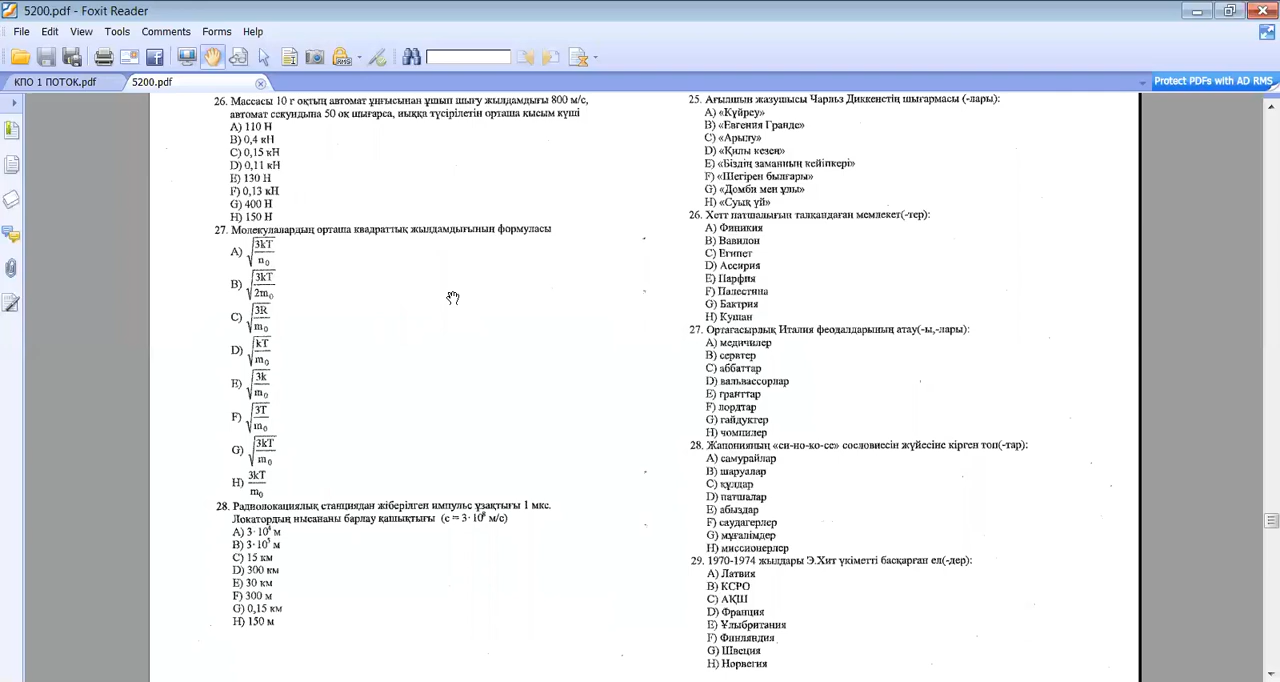 5200.pdf - Foxit Reader
File Edit View Tools Comments Forms Help
КПО 1 ПОТОК.pdf 5200.pdf Protect PDFs with AD RMS
26. Массасы 10 г оқтың автомат ұңғысынан ұшып шығу жылдамдығы 800 м/с,
автомат секундына 50 оқ шығарса, иыққа түсірілетін орташа қысым күші
A) 110 Н
B) 0,4 кН
C) 0,15 кН
D) 0,11 кН
E) 130 Н
F) 0,13 кН
G) 400 Н
H) 150 Н
27. Молекулалардың орташа квадраттық жылдамдығының формуласы
A) √(3kT/n₀)
B) √(3kT/2m₀)
C) √(3R/m₀)
D) √(kT/m₀)
E) √(3k/m₀)
F) √(3T/m₀)
G) √(3kT/m₀)
H) 3kT/m₀
28. Радиолокациялық станциядан жіберілген импульс ұзақтығы 1 мкс.
Локатордың нысананы барлау қашықтығы (c = 3·10⁸ м/с)
A) 3·10⁴ м
B) 3·10⁵ м
C) 15 км
D) 300 км
E) 30 км
F) 300 м
G) 0,15 км
H) 150 м
25. Ағылшын жазушысы Чарльз Диккенстің шығармасы (-лары):
A) «Күйреу»
B) «Евгения Гранде»
C) «Арылу»
D) «Қилы кезең»
E) «Біздің заманның кейіпкері»
F) «Шегірен былғары»
G) «Домби мен ұлы»
H) «Суық үй»
26. Хетт патшалығын талқандаған мемлекет(-тер):
A) Финикия
B) Вавилон
C) Египет
D) Ассирия
E) Парфия
F) Палестина
G) Бактрия
H) Кушан
27. Ортағасырлық Италия феодалдарының атау(-ы,-лары):
A) медичилер
B) сервтер
C) аббаттар
D) вальвассорлар
E) гранттар
F) лордтар
G) гайдуктер
H) чомпилер
28. Жапонияның «си-но-ко-се» сословиесін жүйесіне кірген топ(-тар):
A) самурайлар
B) шаруалар
C) құлдар
D) патшалар
E) абыздар
F) саудагерлер
G) мұғалімдер
H) миссионерлер
29. 1970-1974 жылдары Э.Хит үкіметті басқарған ел(-дер):
A) Латвия
B) КСРО
C) АҚШ
D) Франция
E) Ұлыбритания
F) Финляндия
G) Швеция
H) Норвегия